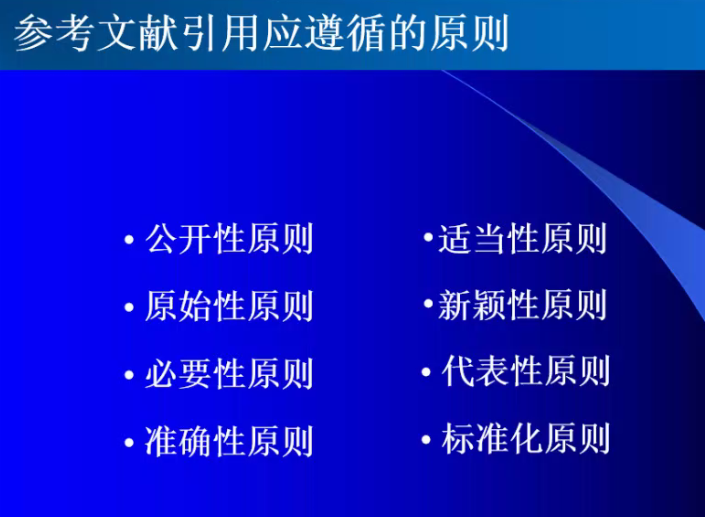 参考文献引用应遵循的原则
• 公开性原则
• 原始性原则
• 必要性原则
• 准确性原则
•适当性原则
•新颖性原则
• 代表性原则
• 标准化原则